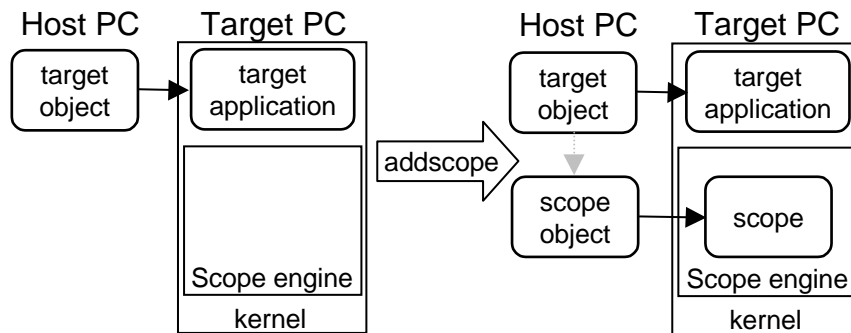 Host PC
Target PC
target
object
target
application
Scope engine
kernel
addscope
Host PC
Target PC
target
object
target
application
scope
object
scope
Scope engine
kernel